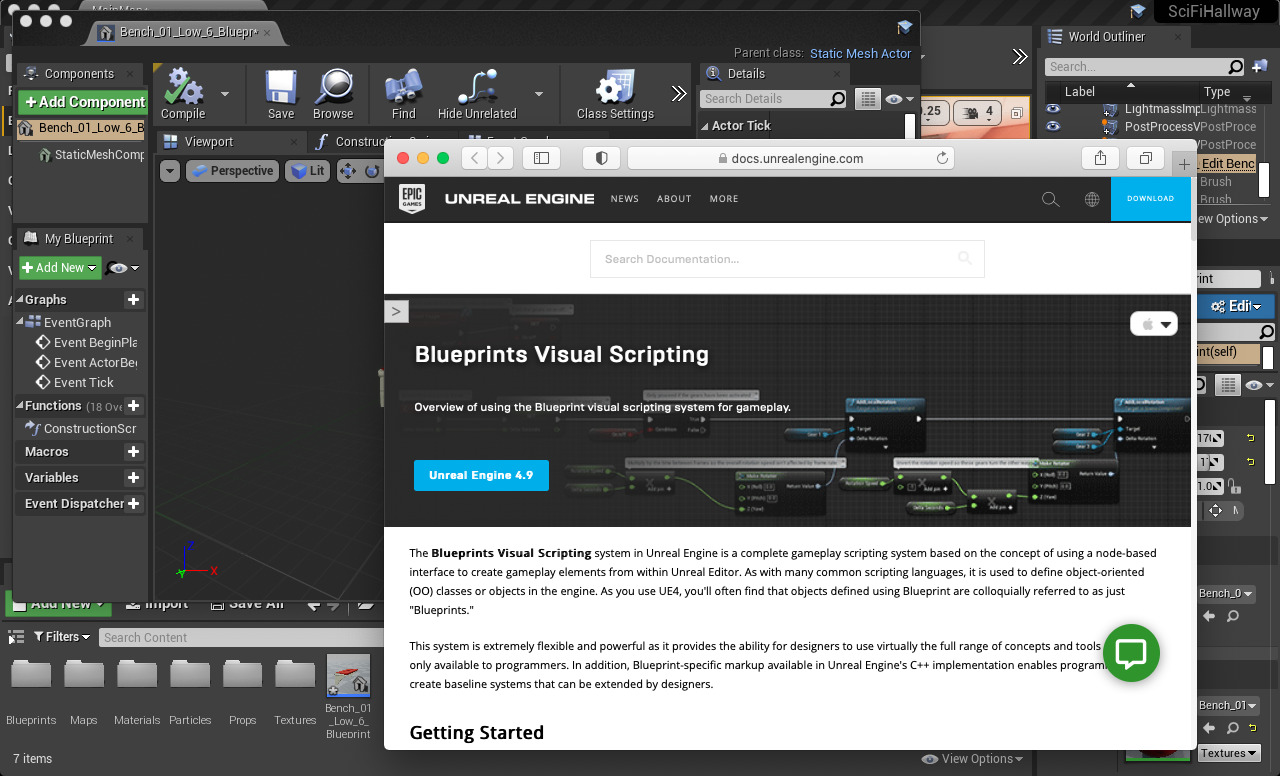 SciFiHallway
Bench_01_Low_6_Bluepr*
World Outliner
Parent class: Static Mesh Actor
Components
Details
Search...
Add Component
Compile
Save
Browse
Find
Hide Unrealated
Class Settings
Search Details
Label
Type
.25
4
Bench_01_Low_6_B
Actor Tick
LightmassImp
Lightmass
PostProcessV
PostProce
PostProce
StaticMeshComp
Viewport
Construct
Edit Benc
Brush
Brush
Perspective
Lit
docs.unrealengine.com
EPIC GAMES
UNREAL ENGINE
NEWS
ABOUT
MORE
DOWNLOAD
ew Options
My Blueprint
Add New
Search Documentation...
int
Graphs
EventGraph
Edit
Event BeginPla
Event ActorBeg
Event Tick
int(self)
Blueprints Visual Scripting
Functions (18 Ove
ConstructionScr
Overview of using the Blueprint visual scripting system for gameplay.
Macros
Variables
Unreal Engine 4.9
Event Dispatcher
X
Z
Y
The Blueprints Visual Scripting system in Unreal Engine is a complete gameplay scripting system based on the concept of using a node-based
interface to create gameplay elements from within Unreal Editor. As with many common scripting languages, it is used to define object-oriented
(OO) classes or objects in the engine. As you use UE4, you'll often find that objects defined using Blueprint are colloquially referred to as just
"Blueprints."
Add New
Import
Save All
Bench_0
Filters
Search Content
This system is extremely flexible and powerful as it provides the ability for designers to use virtually the full range of concepts and tools
only available to programmers. In addition, Blueprint-specific markup available in Unreal Engine's C++ implementation enables program
create baseline systems that can be extended by designers.
Blueprints
Maps
Materials
Particles
Props
Textures
Bench_01
_Low_6_
Blueprint
Bench_01
Getting Started
7 items
View Options
Textures